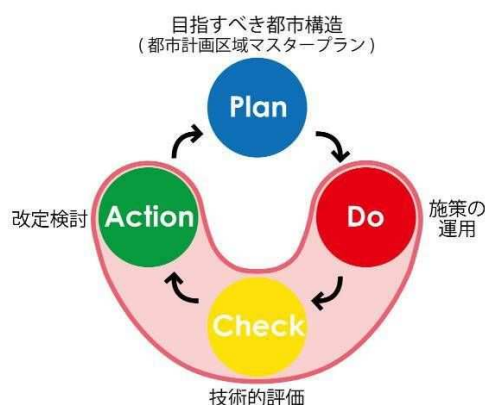 目指すべき都市構造
(都市計画区域マスタープラン)
Plan
Action
Do
改定検討
施策の
運用
Check
技術的評価